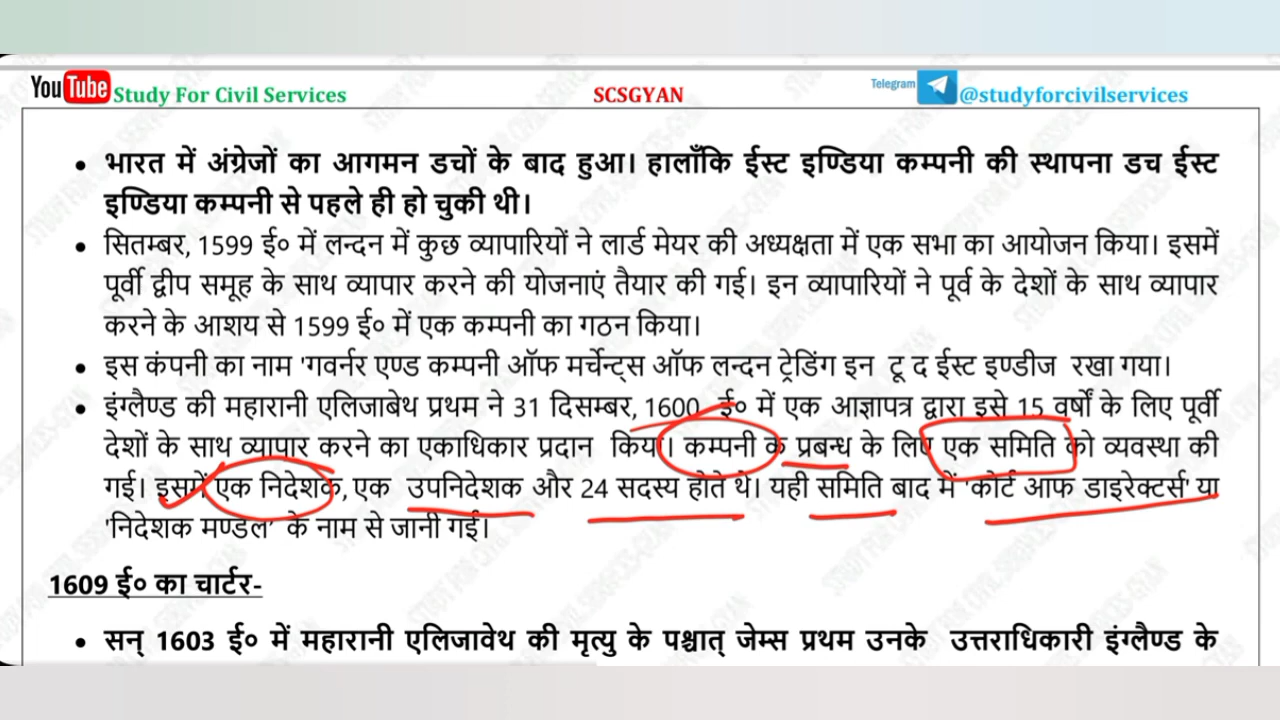 YouTube Study For Civil Services SCSGYAN Telegram @studyforcivilservices
• भारत में अंग्रेजों का आगमन डचों के बाद हुआ। हालाँकि ईस्ट इण्डिया कम्पनी की स्थापना डच ईस्ट
इण्डिया कम्पनी से पहले ही हो चुकी थी।
• सितम्बर, 1599 ई० में लन्दन में कुछ व्यापारियों ने लार्ड मेयर की अध्यक्षता में एक सभा का आयोजन किया। इसमें
पूर्वी द्वीप समूह के साथ व्यापार करने की योजनाएं तैयार की गई। इन व्यापारियों ने पूर्व के देशों के साथ व्यापार
करने के आशय से 1599 ई० में एक कम्पनी का गठन किया।
• इस कंपनी का नाम 'गवर्नर एण्ड कम्पनी ऑफ मर्चेन्ट्स ऑफ लन्दन ट्रेडिंग इन टू द ईस्ट इण्डीज रखा गया।
• इंग्लैण्ड की महारानी एलिजाबेथ प्रथम ने 31 दिसम्बर, 1600 ई० में एक आज्ञापत्र द्वारा इसे 15 वर्षों के लिए पूर्वी
देशों के साथ व्यापार करने का एकाधिकार प्रदान किया। कम्पनी के प्रबन्ध के लिए एक समिति की व्यवस्था की
गई। इसमें एक निदेशक, एक उपनिदेशक और 24 सदस्य होते थे। यही समिति बाद में 'कोर्ट आफ डाइरेक्टर्स' या
'निदेशक मण्डल' के नाम से जानी गई।
1609 ई० का चार्टर-
• सन् 1603 ई० में महारानी एलिजावेथ की मृत्यु के पश्चात् जेम्स प्रथम उनके उत्तराधिकारी इंग्लैण्ड के